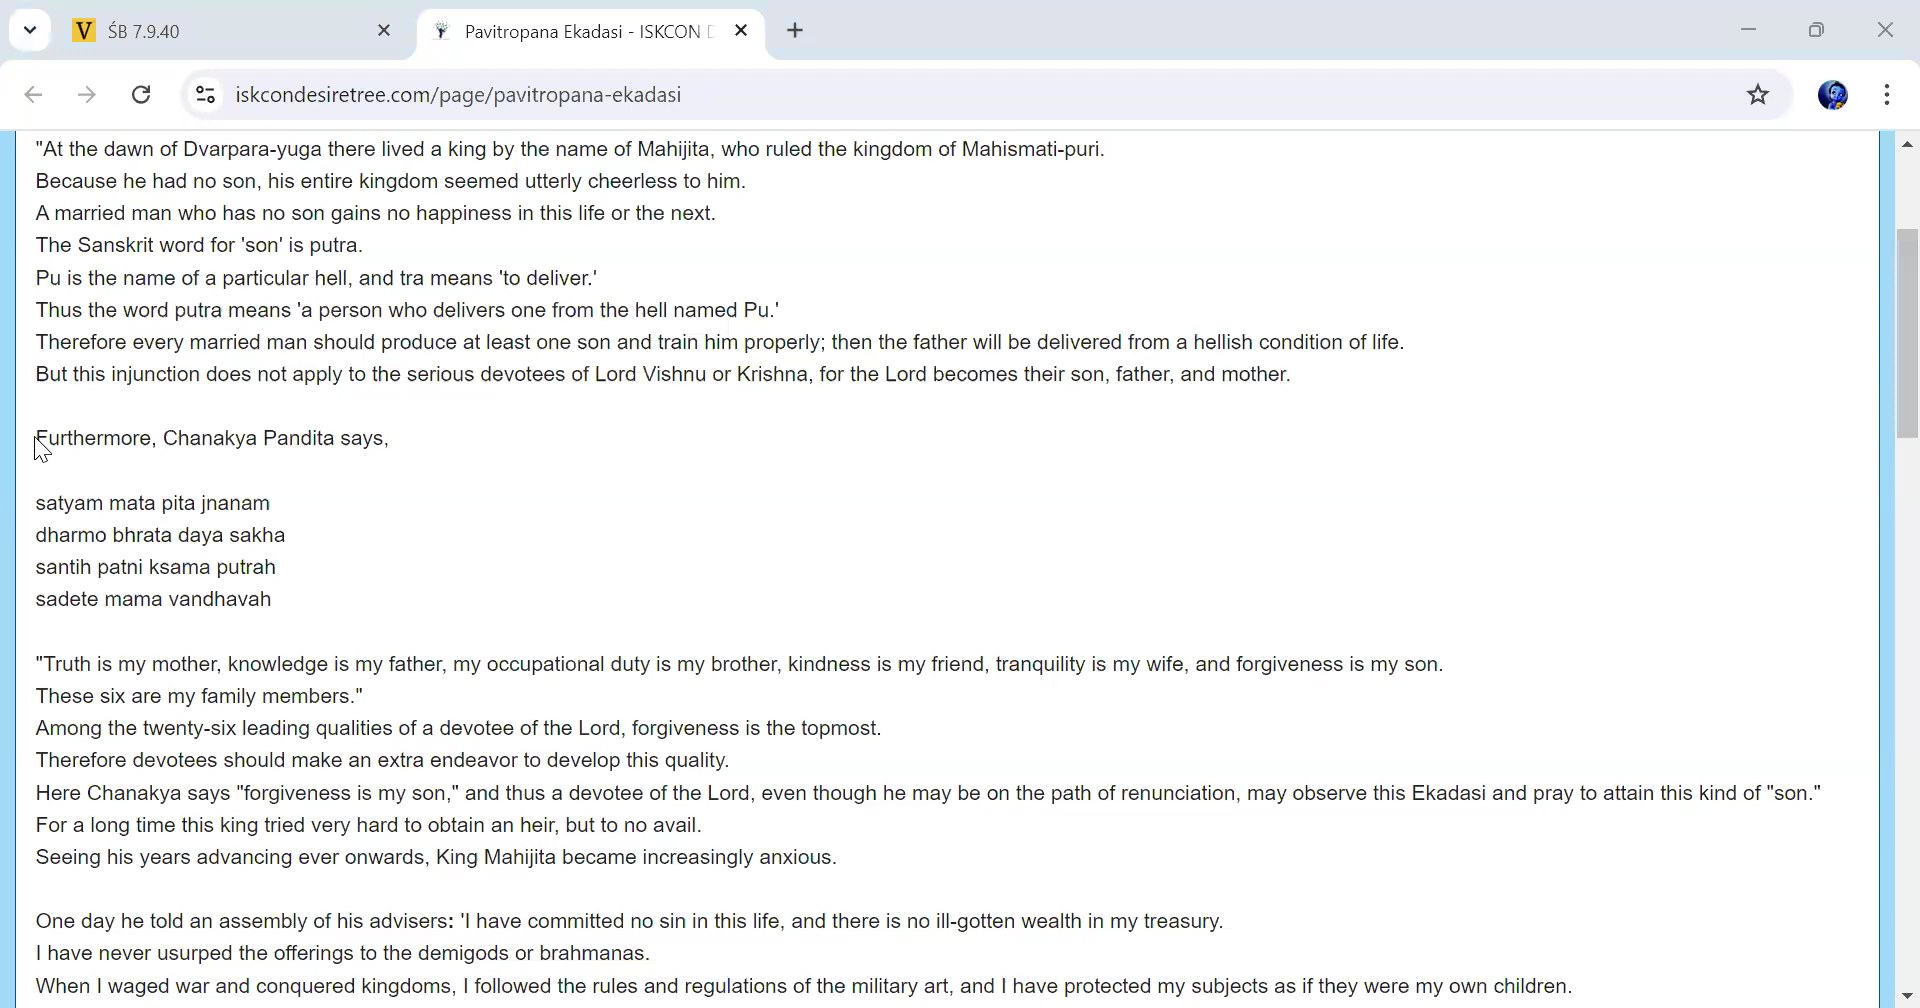 ŚB 7.9.40
Pavitropana Ekadasi - ISKCON
iskcondesiretree.com/page/pavitropana-ekadasi
"At the dawn of Dvarpara-yuga there lived a king by the name of Mahijita, who ruled the kingdom of Mahismati-puri.
Because he had no son, his entire kingdom seemed utterly cheerless to him.
A married man who has no son gains no happiness in this life or the next.
The Sanskrit word for 'son' is putra.
Pu is the name of a particular hell, and tra means 'to deliver.'
Thus the word putra means 'a person who delivers one from the hell named Pu.'
Therefore every married man should produce at least one son and train him properly; then the father will be delivered from a hellish condition of life.
But this injunction does not apply to the serious devotees of Lord Vishnu or Krishna, for the Lord becomes their son, father, and mother.
Furthermore, Chanakya Pandita says,
satyam mata pita jnanam
dharmo bhrata daya sakha
santih patni ksama putrah
sadete mama vandhavah
"Truth is my mother, knowledge is my father, my occupational duty is my brother, kindness is my friend, tranquility is my wife, and forgiveness is my son.
These six are my family members."
Among the twenty-six leading qualities of a devotee of the Lord, forgiveness is the topmost.
Therefore devotees should make an extra endeavor to develop this quality.
Here Chanakya says "forgiveness is my son," and thus a devotee of the Lord, even though he may be on the path of renunciation, may observe this Ekadasi and pray to attain this kind of "son."
For a long time this king tried very hard to obtain an heir, but to no avail.
Seeing his years advancing ever onwards, King Mahijita became increasingly anxious.
One day he told an assembly of his advisers: 'I have committed no sin in this life, and there is no ill-gotten wealth in my treasury.
I have never usurped the offerings to the demigods or brahmanas.
When I waged war and conquered kingdoms, I followed the rules and regulations of the military art, and I have protected my subjects as if they were my own children.